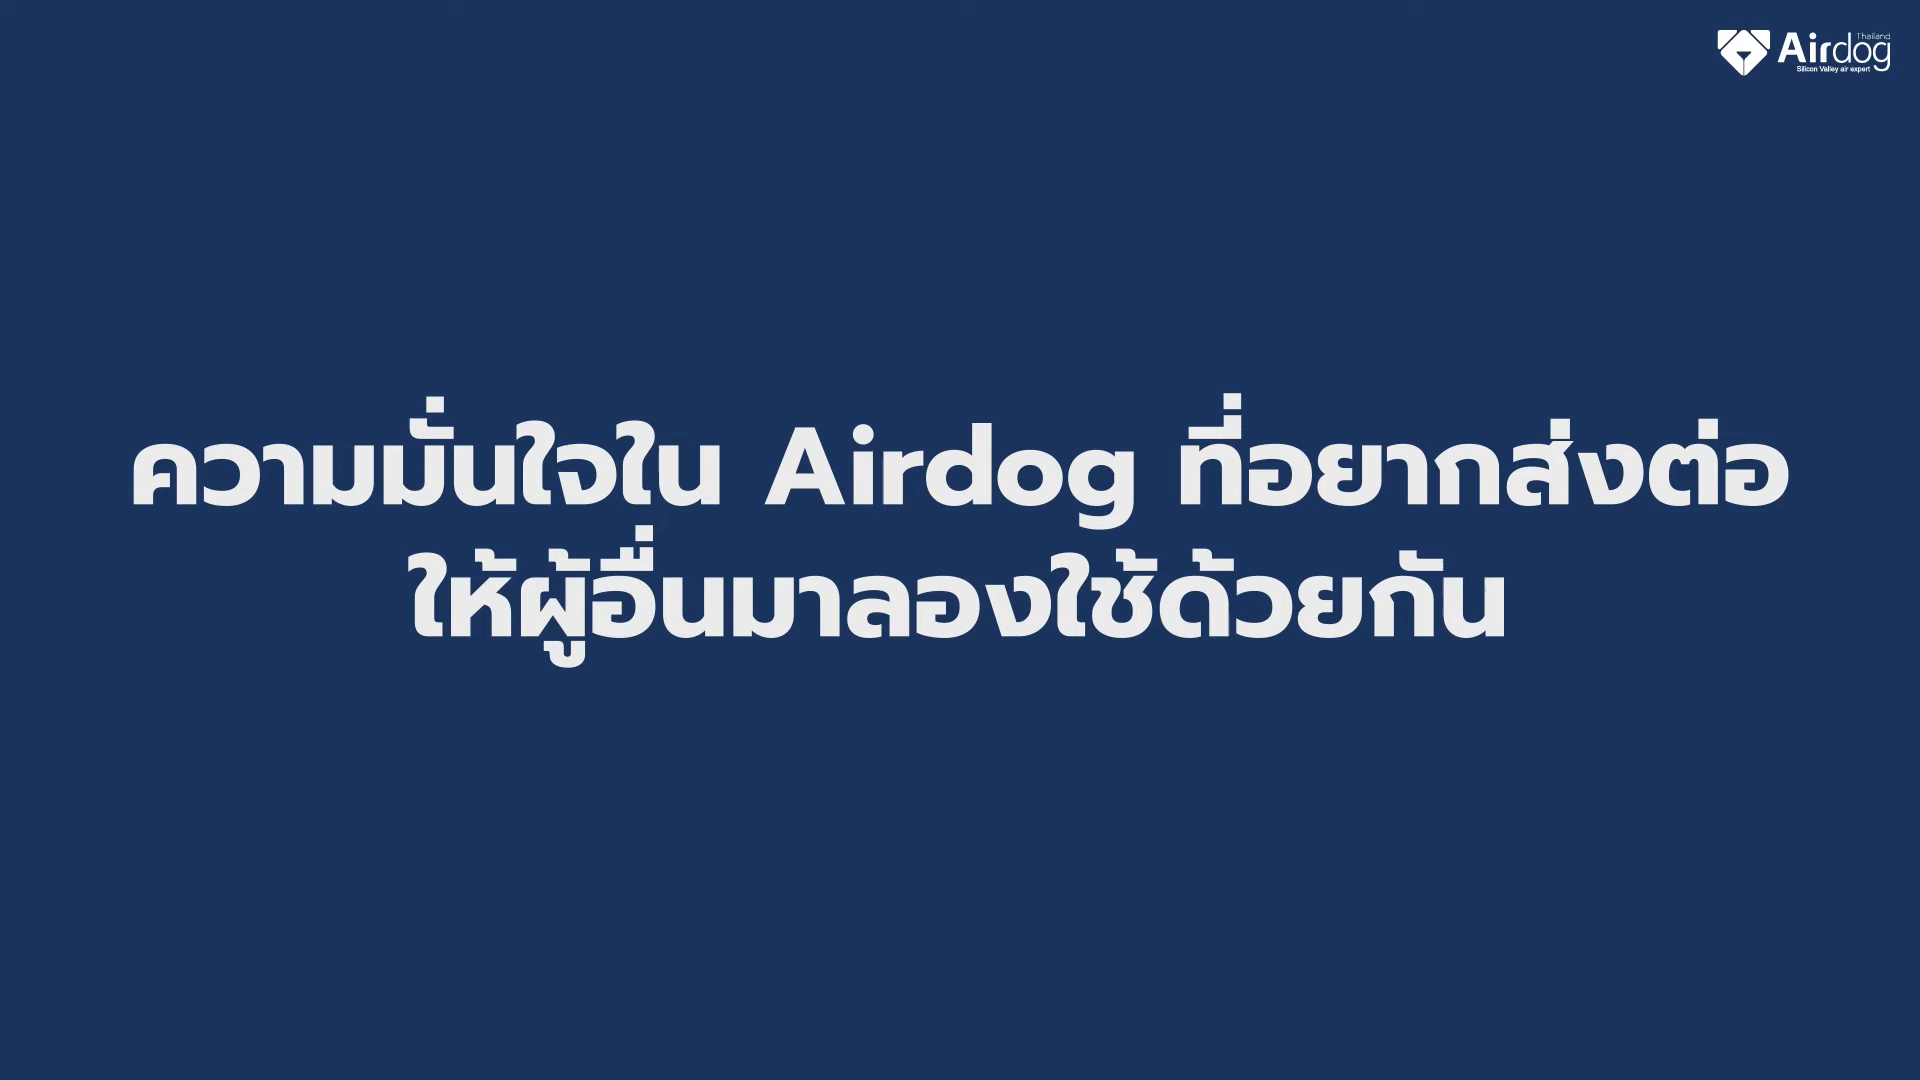 Thailand
Airdog
Silicon Valley air expert
ความมั่นใจใน Airdog ที่อยากส่งต่อ
ให้ผู้อื่นมาลองใช้ด้วยกัน